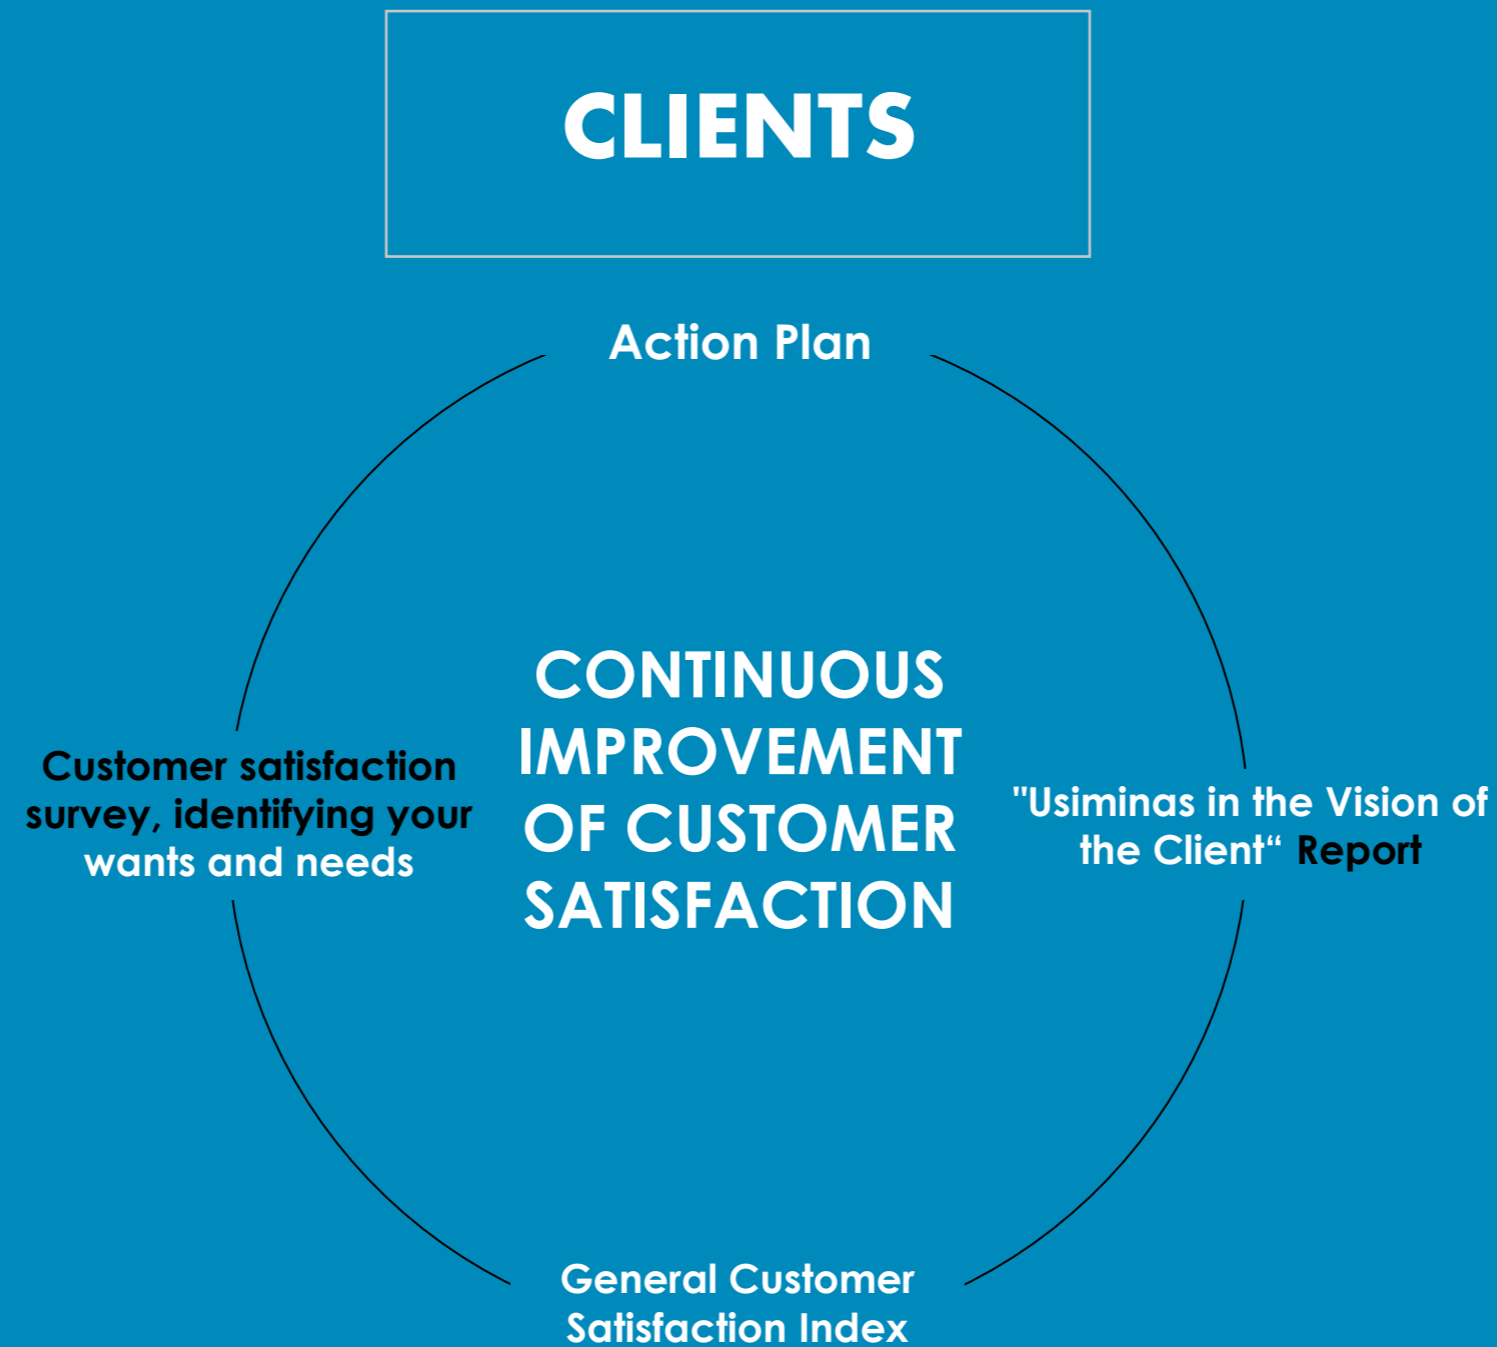 CLIENTS
Action Plan
CONTINUOUS
IMPROVEMENT
OF CUSTOMER
SATISFACTION
Customer satisfaction
survey, identifying your
wants and needs
"Usiminas in the Vision of
the Client“ Report
General Customer
Satisfaction Index